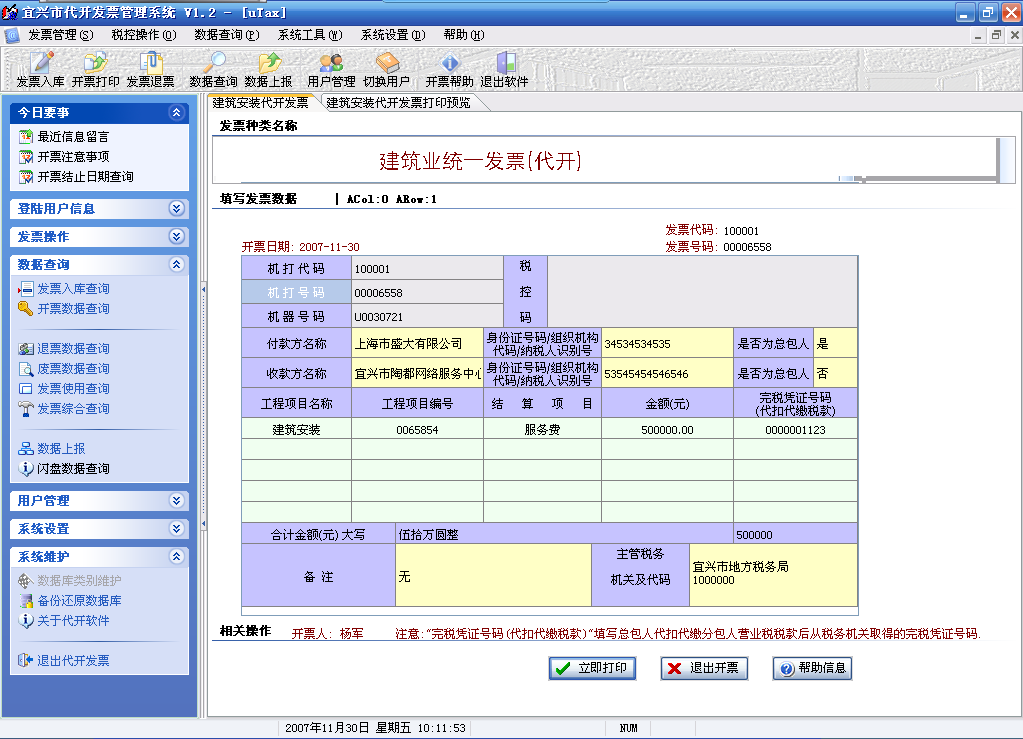 宜兴市代开发票管理系统 V1.2 - [uTax]
发票管理(S) 税控操作(O) 数据查询(P) 系统工具(W) 系统设置(D) 帮助(H)
发票入库 开票打印 发票退票 数据查询 数据上报 用户管理 切换用户 开票帮助 退出软件
今日要事
最近信息留言
开票注意事项
开票结止日期查询
登陆用户信息
发票操作
数据查询
发票入库查询
开票数据查询
退票数据查询
废票数据查询
发票使用查询
发票综合查询
数据上报
闪盘数据查询
用户管理
系统设置
系统维护
数据库类别维护
备份还原数据库
关于代开软件
退出代开发票
建筑安装代开发票 建筑安装代开发票打印预览
发票种类名称
建筑业统一发票(代开)
填写发票数据 | ACol:0 ARow:1
发票代码: 100001
开票日期: 2007-11-30 发票号码: 00006558
机打代码 100001 税控码
机打号码 00006558
机器号码 U0030721
付款方名称 上海市盛大有限公司 身份证号码/组织机构代码/纳税人识别号 34534534535 是否为总包人 是
收款方名称 宜兴市陶都网络服务中心 身份证号码/组织机构代码/纳税人识别号 53545454546546 是否为总包人 否
工程项目名称 工程项目编号 结算项目 金额(元) 完税凭证号码(代扣代缴税款)
建筑安装 0065854 服务费 500000.00 0000001123
合计金额(元)大写 伍拾万圆整 500000
备注 无 主管税务机关及代码 宜兴市地方税务局 1000000
相关操作 开票人: 杨军 注意:"完税凭证号码(代扣代缴税款)"填写总包人代扣代缴分包人营业税税款后从税务机关取得的完税凭证号码.
立即打印 退出开票 帮助信息
2007年11月30日 星期五 10:11:53 NUM